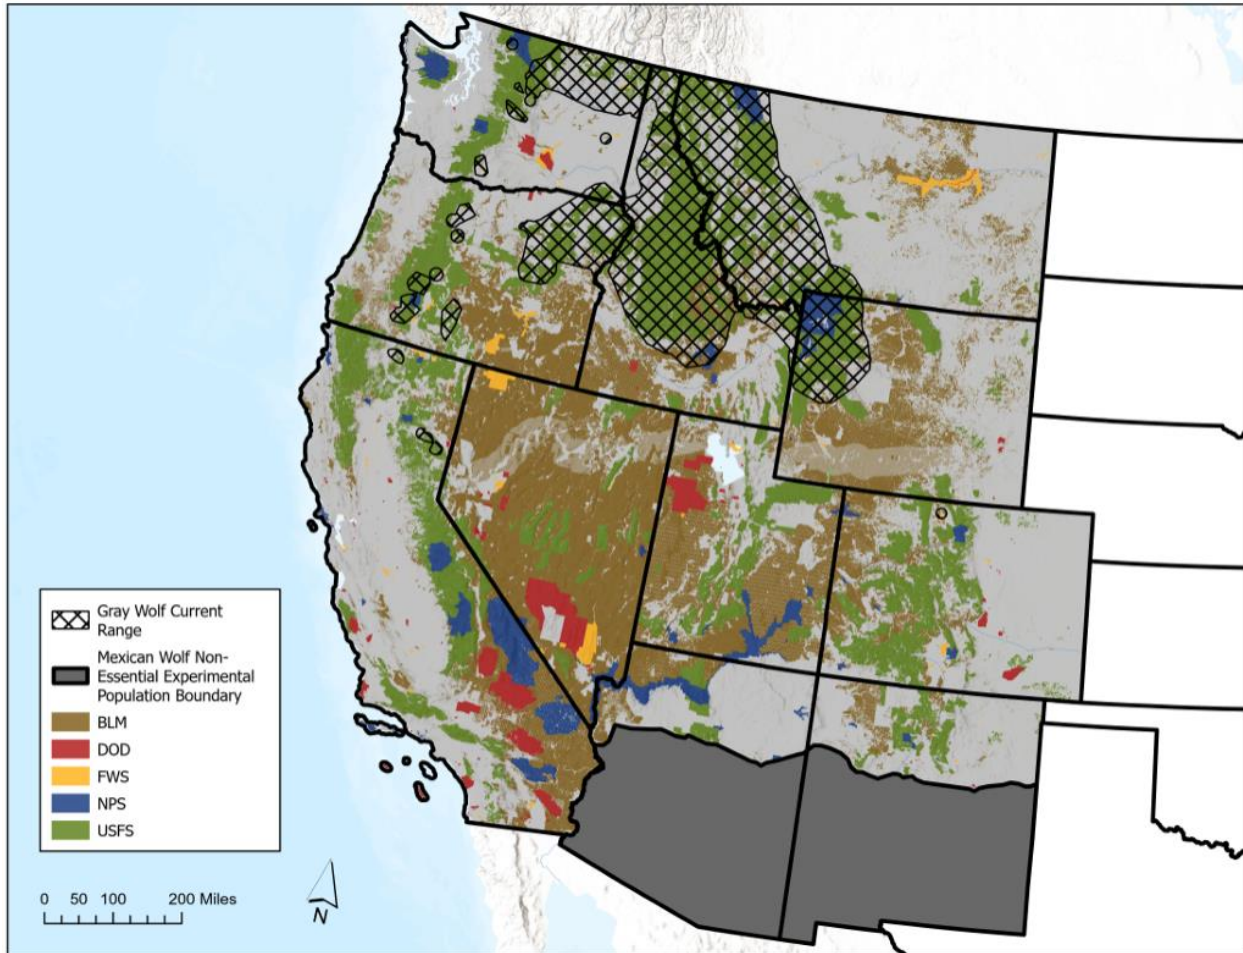 Gray Wolf Current
Range
Mexican Wolf Non-
Essential Experimental
Population Boundary
BLM
DOD
FWS
NPS
USFS
0 50 100 200 Miles
N